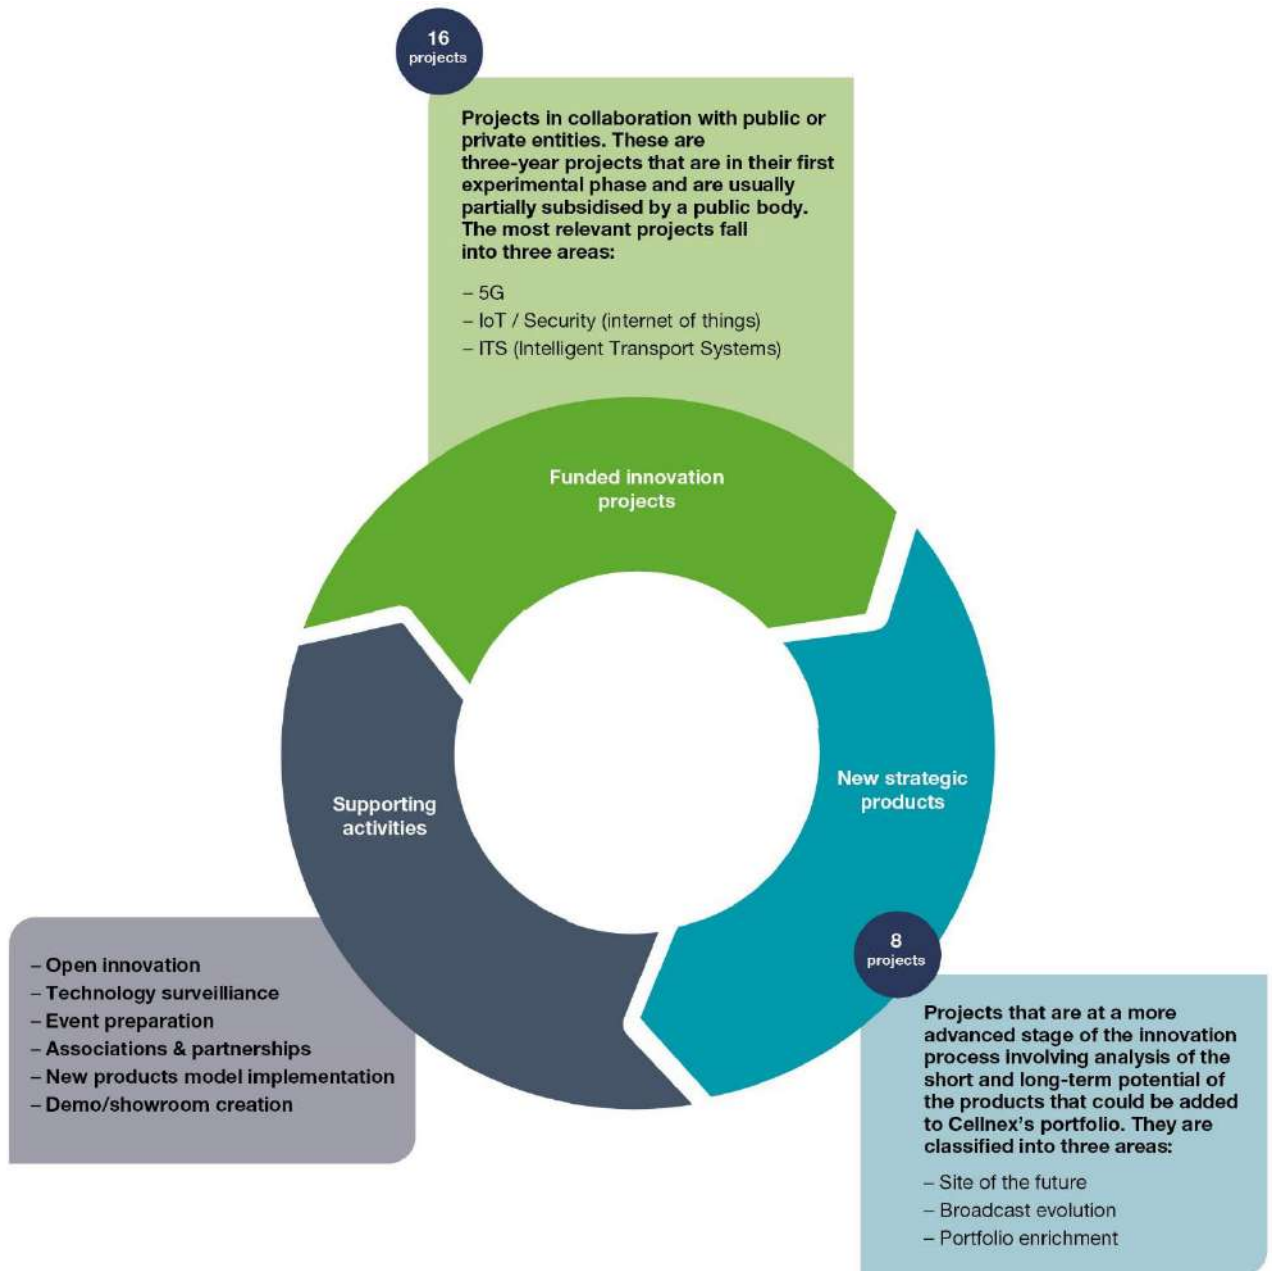 16
projects
Projects in collaboration with public or
private entities. These are
three-year projects that are in their first
experimental phase and are usually
partially subsidised by a public body.
The most relevant projects fall
into three areas:
– 5G
– IoT / Security (internet of things)
– ITS (Intelligent Transport Systems)
Funded innovation
projects
New strategic
products
Supporting
activities
– Open innovation
– Technology surveilliance
– Event preparation
– Associations & partnerships
– New products model implementation
– Demo/showroom creation
8
projects
Projects that are at a more
advanced stage of the innovation
process involving analysis of the
short and long-term potential of
the products that could be added
to Cellnex’s portfolio. They are
classified into three areas:
– Site of the future
– Broadcast evolution
– Portfolio enrichment